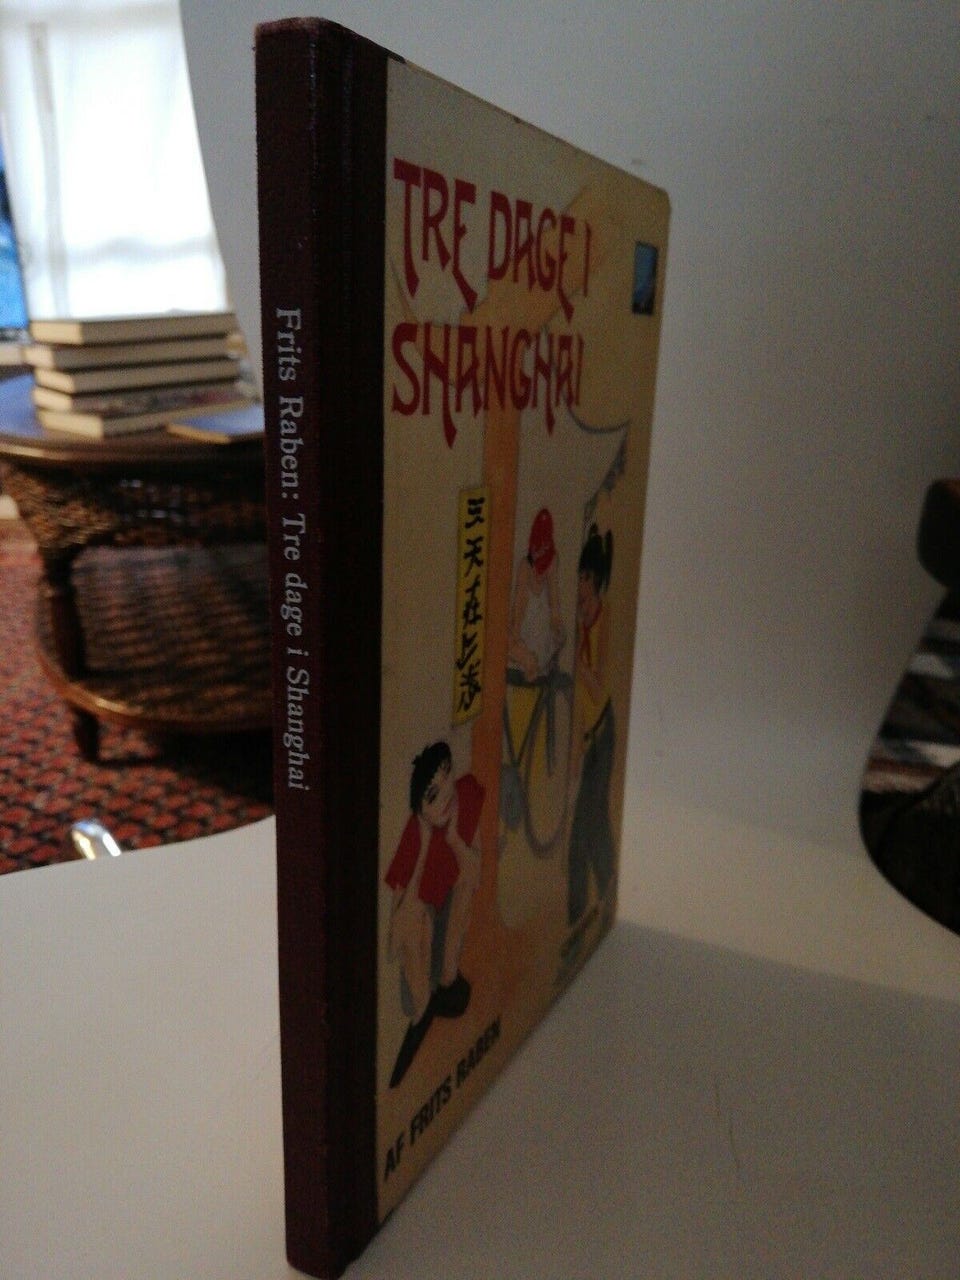 Frits Raben: Tre dage i Shanghai
TRE DAGE I
SHANGHAI
三天在上海
AF FRITS RABEN